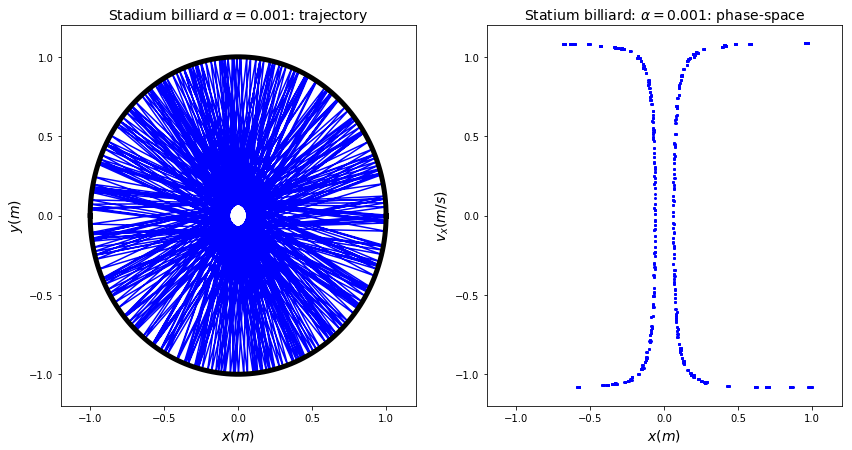 Stadium billiard α = 0.001: trajectory
Statium billiard: α = 0.001: phase-space
1.0
0.5
0.0
−0.5
−1.0
y(m)
−1.0 −0.5 0.0 0.5 1.0
x(m)
1.0
0.5
0.0
−0.5
−1.0
v_x(m/s)
−1.0 −0.5 0.0 0.5 1.0
x(m)